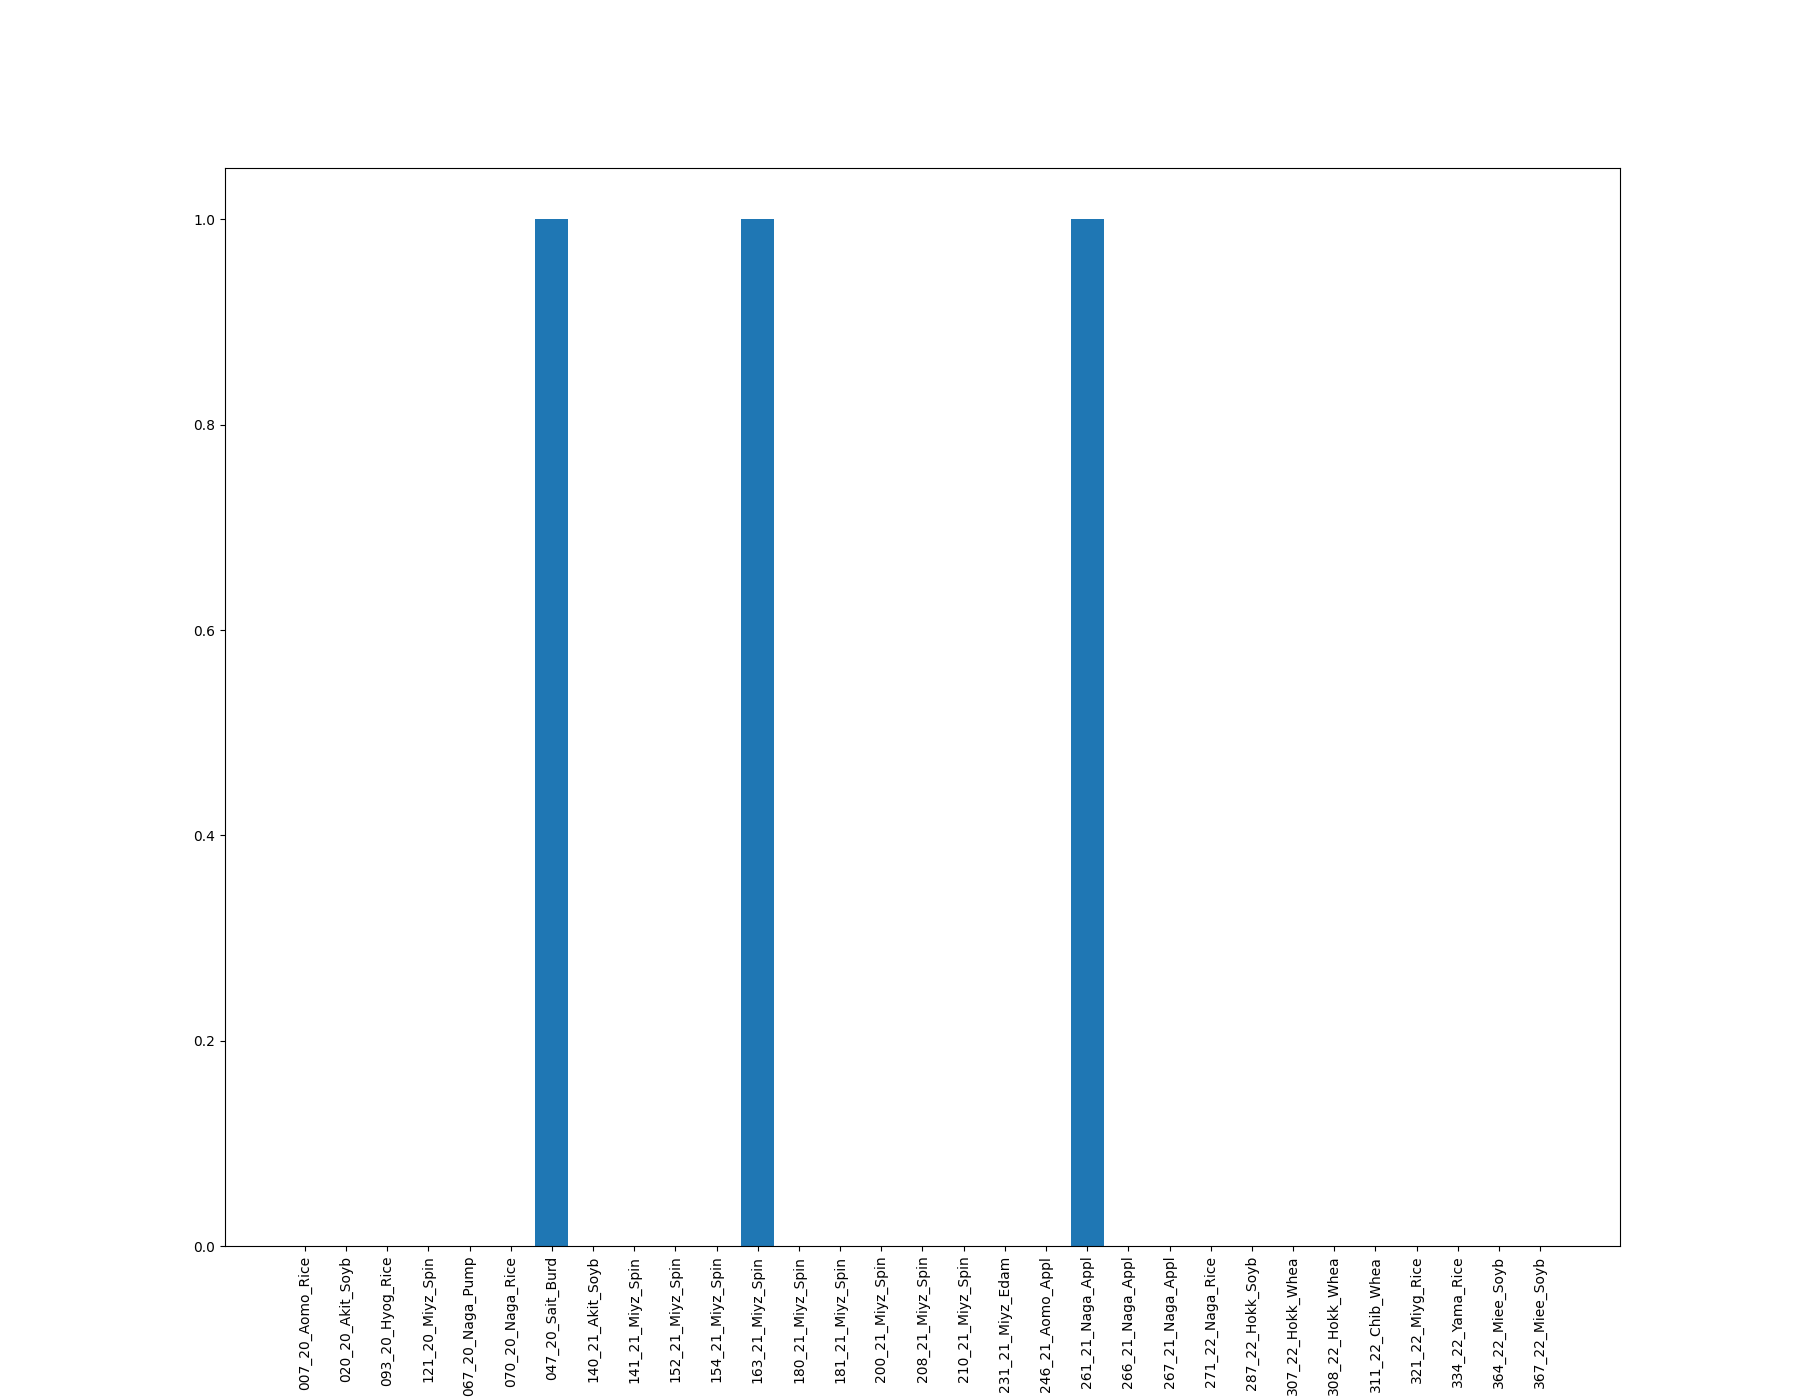 1.0
0.8
0.6
0.4
0.2
0.0
007_20_Aomo_Rice
020_20_Akit_Soyb
093_20_Hyog_Rice
121_20_Miyz_Spin
067_20_Naga_Pump
070_20_Naga_Rice
047_20_Sait_Burd
140_21_Akit_Soyb
141_21_Miyz_Spin
152_21_Miyz_Spin
154_21_Miyz_Spin
163_21_Miyz_Spin
180_21_Miyz_Spin
181_21_Miyz_Spin
200_21_Miyz_Spin
208_21_Miyz_Spin
210_21_Miyz_Spin
231_21_Miyz_Edam
246_21_Aomo_Appl
261_21_Naga_Appl
266_21_Naga_Appl
267_21_Naga_Appl
271_22_Naga_Rice
287_22_Hokk_Soyb
307_22_Hokk_Whea
308_22_Hokk_Whea
311_22_Chib_Whea
321_22_Miyg_Rice
334_22_Yama_Rice
364_22_Miee_Soyb
367_22_Miee_Soyb